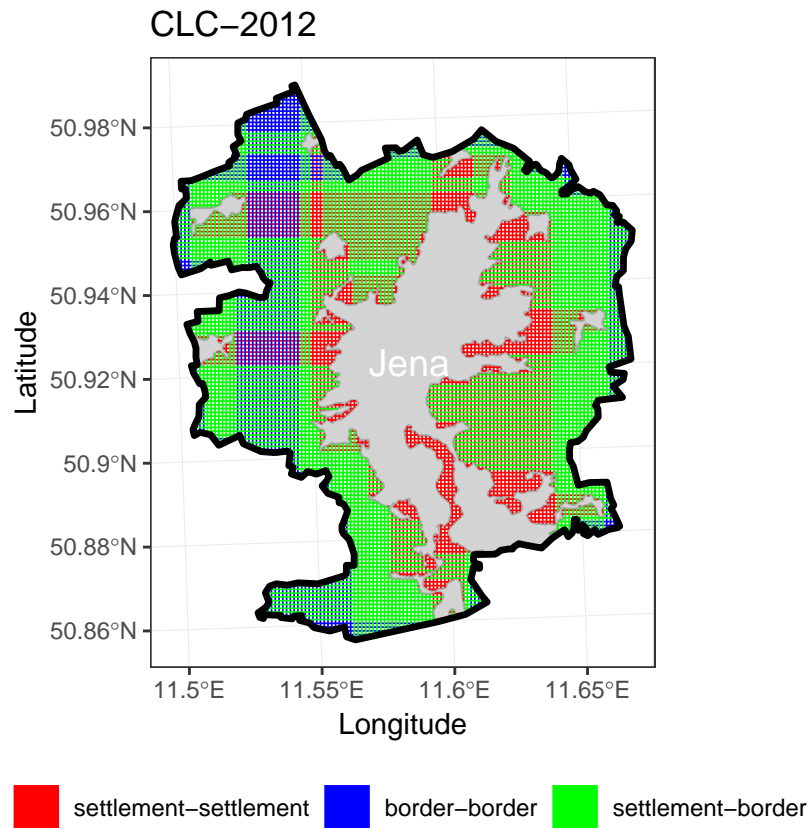 CLC−2012
50.98°N
50.96°N
50.94°N
50.92°N
50.9°N
50.88°N
50.86°N
Latitude
Jena
11.5°E 11.55°E 11.6°E 11.65°E
Longitude
settlement−settlement border−border settlement−border